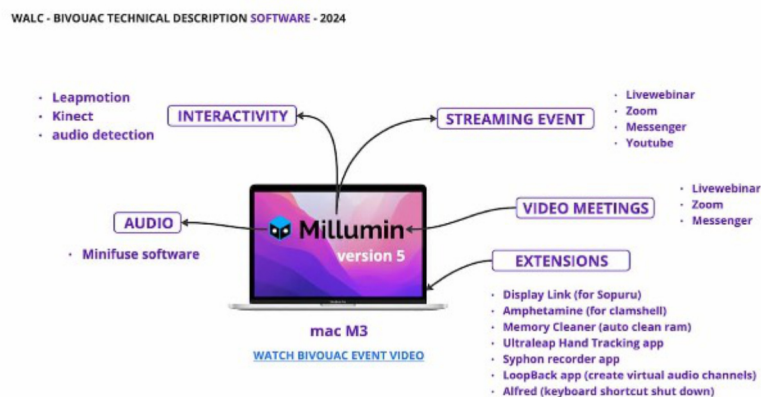 WALC - BIVOUAC TECHNICAL DESCRIPTION SOFTWARE - 2024
· Leapmotion
· Kinect
· audio detection
INTERACTIVITY
STREAMING EVENT
· Livewebinar
· Zoom
· Messenger
· Youtube
AUDIO
· Minifuse software
Millumin
version 5
VIDEO MEETINGS
· Livewebinar
· Zoom
· Messenger
EXTENSIONS
· Display Link (for Sopuru)
· Amphetamine (for clamshell)
· Memory Cleaner (auto clean ram)
· Ultraleap Hand Tracking app
· Syphon recorder app
· LoopBack app (create virtual audio channels)
· Alfred (keyboard shortcut shut down)
mac M3
WATCH BIVOUAC EVENT VIDEO